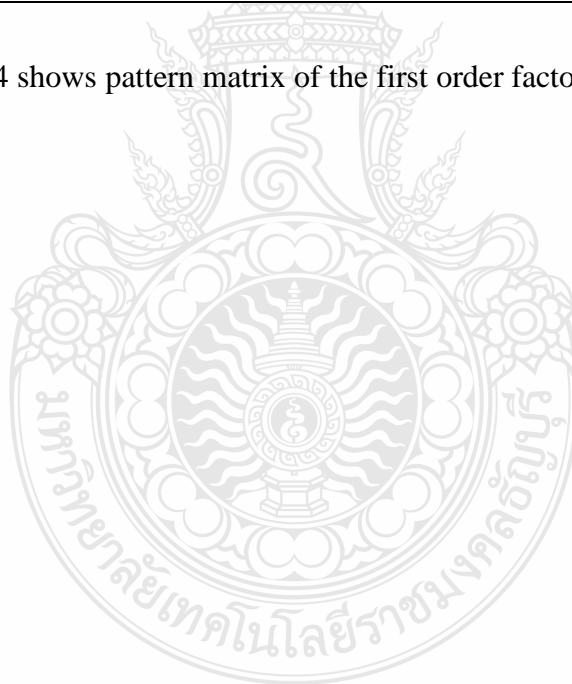 4 shows pattern matrix of the first order facto
มหาวิทยาลัยเทคโนโลยีราชมงคลธัญบุรี